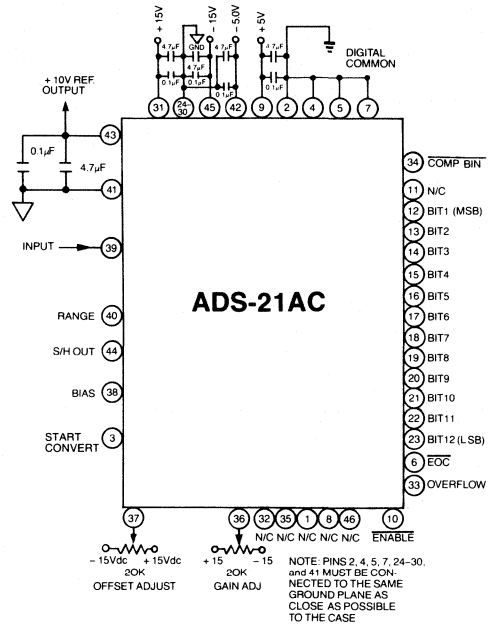 + 15V
- 15V
- 5.0V
+ 5V
4.7µF
GND
4.7µF
4.7µF
4.7µF
0.1µF
0.1µF
0.1µF
0.1µF
DIGITAL
COMMON
+ 10V REF.
OUTPUT
31
24-
30
45
42
9
2
4
5
7
43
0.1µF
4.7µF
41
INPUT
39
ADS-21AC
RANGE
40
S/H OUT
44
BIAS
38
START
CONVERT
3
34 COMP BIN
11 N/C
12 BIT1 (MSB)
13 BIT2
14 BIT3
15 BIT4
16 BIT5
17 BIT6
18 BIT7
19 BIT8
20 BIT9
21 BIT10
22 BIT11
23 BIT12 (LSB)
6 EOC
33 OVERFLOW
37
36
32
35
1
8
46
10
N/C N/C N/C N/C N/C
ENABLE
- 15Vdc + 15Vdc
20K
OFFSET ADJUST
+ 15 - 15
20K
GAIN ADJ
NOTE: PINS 2, 4, 5, 7, 24-30.
and 41 MUST BE CON-
NECTED TO THE SAME
GROUND PLANE AS
CLOSE AS POSSIBLE
TO THE CASE